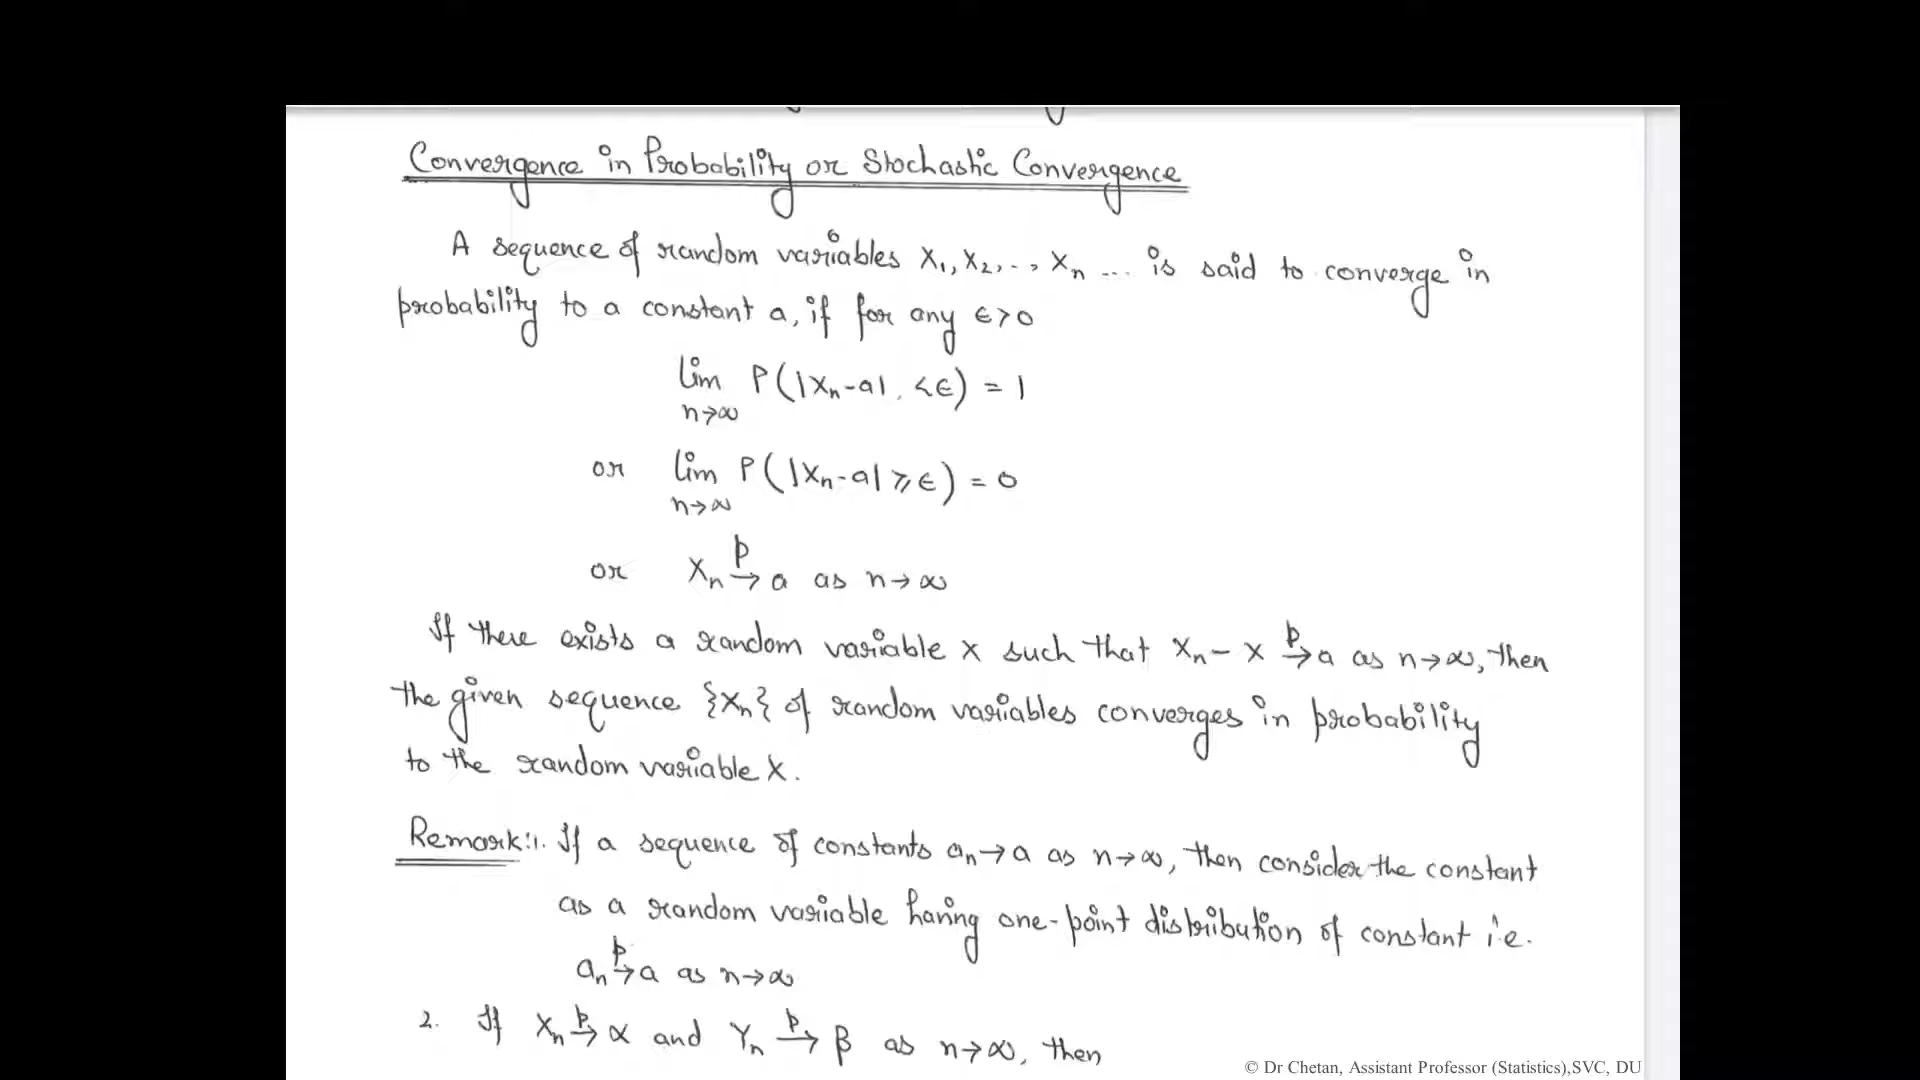 Convergence in Probability or Stochastic Convergence
A sequence of random variables X₁, X₂, .., Xₙ ... is said to converge in
probability to a constant a, if for any ϵ>0
lim P(|Xₙ-a| <ϵ) = 1
n→∞
or lim P(|Xₙ-a| ≥ ϵ) = 0
n→∞
or Xₙ →ᵖ a as n→∞
If there exists a random variable X such that Xₙ - X →ᵖ a as n→∞, then
the given sequence {Xₙ} of random variables converges in probability
to the random variable X.
Remark:1. If a sequence of constants aₙ→a as n→∞, then consider the constant
as a random variable having one-point distribution of constant i.e.
aₙ →ᵖ a as n→∞
2. If Xₙ →ᵖ α and Yₙ →ᵖ β as n→∞, then
© Dr Chetan, Assistant Professor (Statistics),SVC, DU